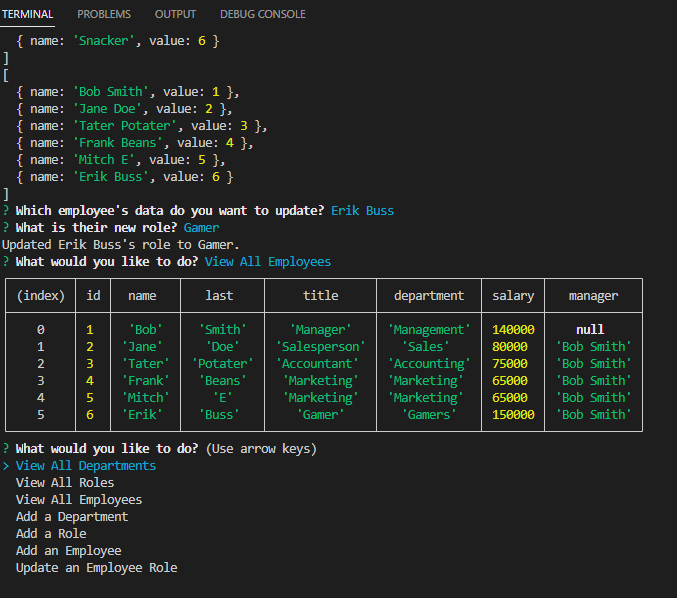 TERMINAL PROBLEMS OUTPUT DEBUG CONSOLE
{ name: 'Snacker', value: 6 }
]
[
{ name: 'Bob Smith', value: 1 },
{ name: 'Jane Doe', value: 2 },
{ name: 'Tater Potater', value: 3 },
{ name: 'Frank Beans', value: 4 },
{ name: 'Mitch E', value: 5 },
{ name: 'Erik Buss', value: 6 }
]
? Which employee's data do you want to update? Erik Buss
? What is their new role? Gamer
Updated Erik Buss's role to Gamer.
? What would you like to do? View All Employees
(index) id name last title department salary manager
0 1 'Bob' 'Smith' 'Manager' 'Management' 140000 null
1 2 'Jane' 'Doe' 'Salesperson' 'Sales' 80000 'Bob Smith'
2 3 'Tater' 'Potater' 'Accountant' 'Accounting' 75000 'Bob Smith'
3 4 'Frank' 'Beans' 'Marketing' 'Marketing' 65000 'Bob Smith'
4 5 'Mitch' 'E' 'Marketing' 'Marketing' 65000 'Bob Smith'
5 6 'Erik' 'Buss' 'Gamer' 'Gamers' 150000 'Bob Smith'
? What would you like to do? (Use arrow keys)
> View All Departments
View All Roles
View All Employees
Add a Department
Add a Role
Add an Employee
Update an Employee Role